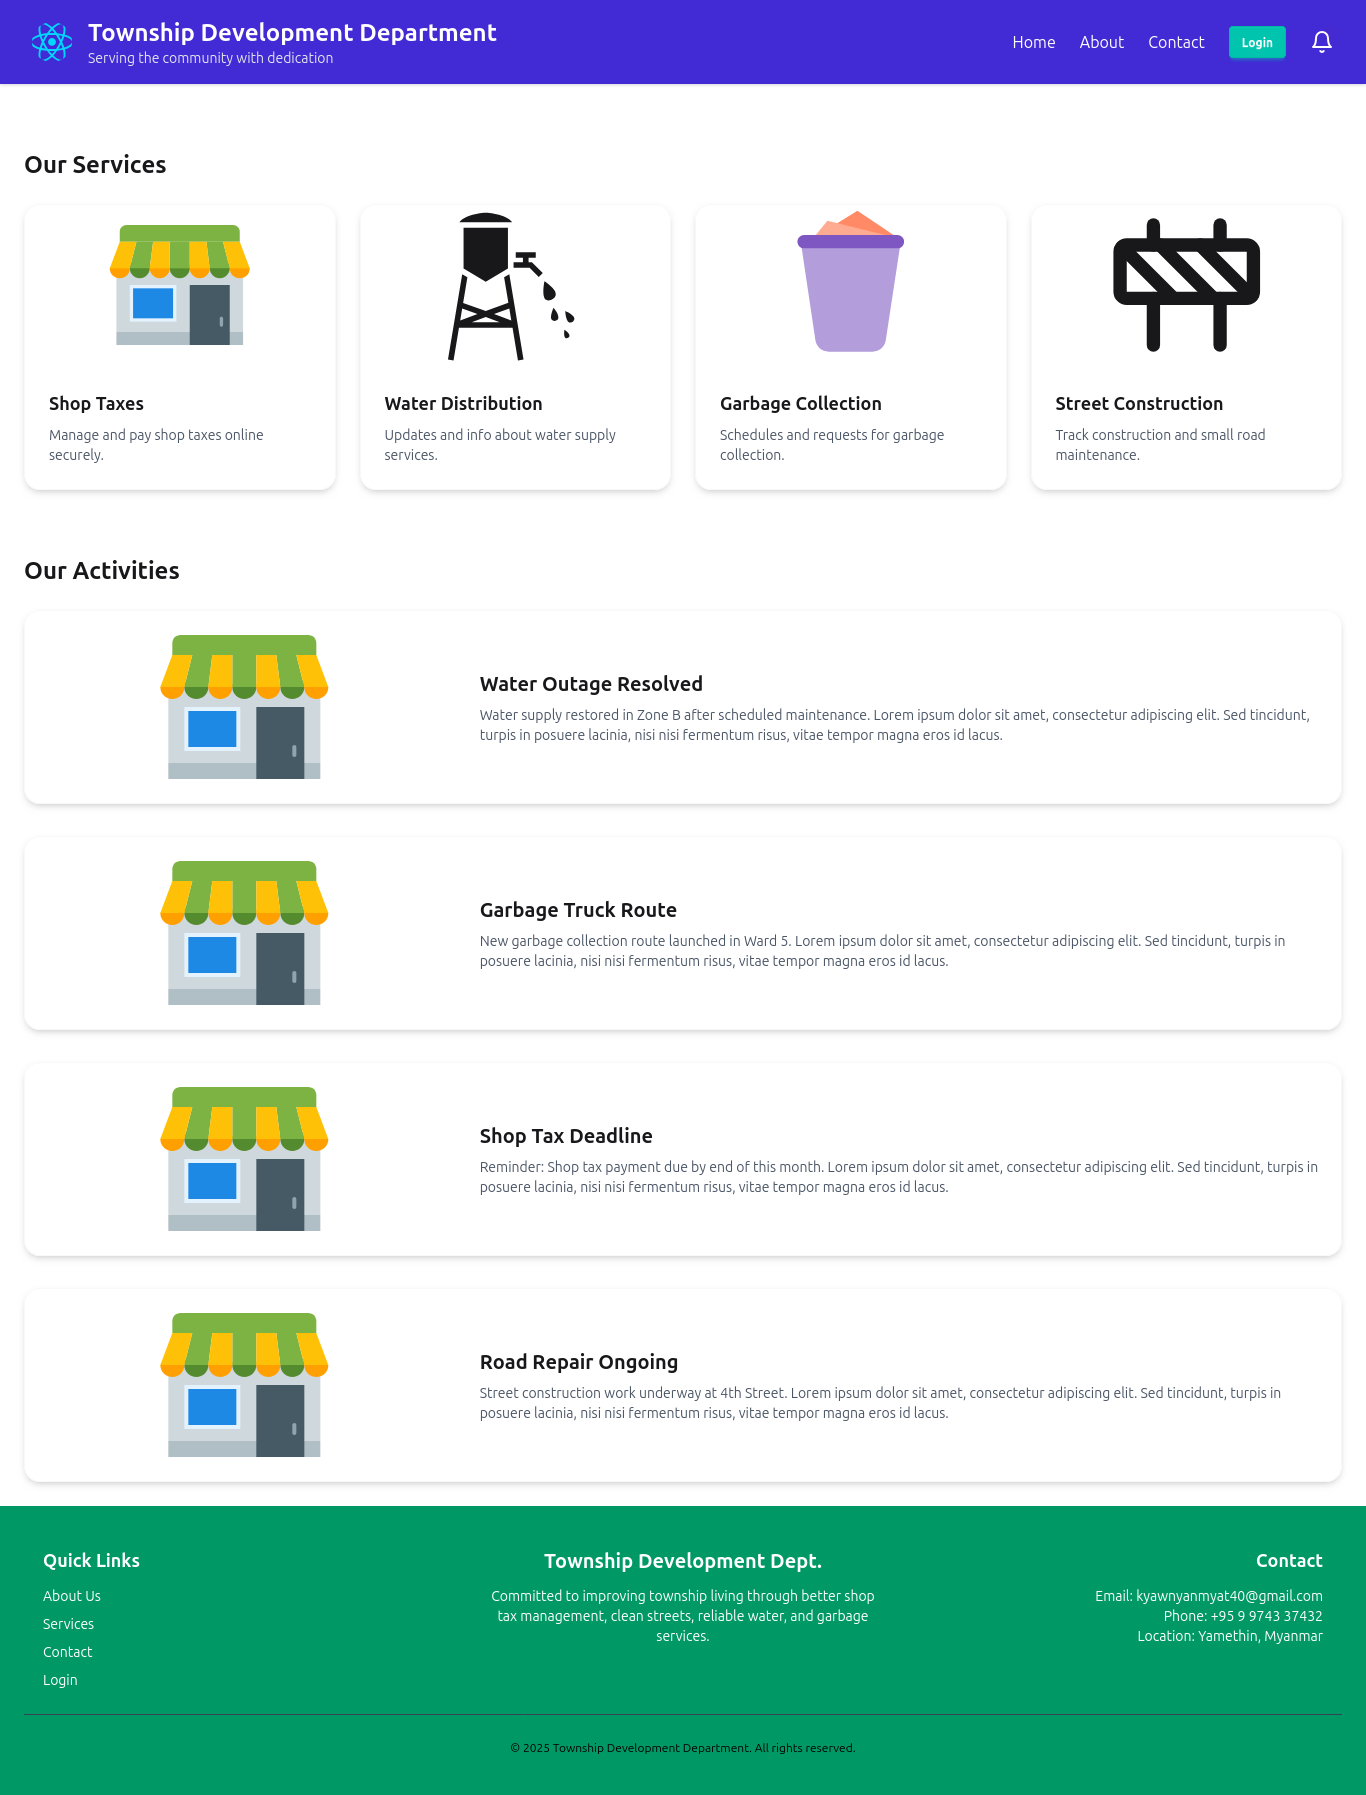 Township Development Department
Serving the community with dedication
Home
About
Contact
Login
Our Services
Shop Taxes
Manage and pay shop taxes online
securely.
Water Distribution
Updates and info about water supply
services.
Garbage Collection
Schedules and requests for garbage
collection.
Street Construction
Track construction and small road
maintenance.
Our Activities
Water Outage Resolved
Water supply restored in Zone B after scheduled maintenance. Lorem ipsum dolor sit amet, consectetur adipiscing elit. Sed tincidunt,
turpis in posuere lacinia, nisi nisi fermentum risus, vitae tempor magna eros id lacus.
Garbage Truck Route
New garbage collection route launched in Ward 5. Lorem ipsum dolor sit amet, consectetur adipiscing elit. Sed tincidunt, turpis in
posuere lacinia, nisi nisi fermentum risus, vitae tempor magna eros id lacus.
Shop Tax Deadline
Reminder: Shop tax payment due by end of this month. Lorem ipsum dolor sit amet, consectetur adipiscing elit. Sed tincidunt, turpis in
posuere lacinia, nisi nisi fermentum risus, vitae tempor magna eros id lacus.
Road Repair Ongoing
Street construction work underway at 4th Street. Lorem ipsum dolor sit amet, consectetur adipiscing elit. Sed tincidunt, turpis in
posuere lacinia, nisi nisi fermentum risus, vitae tempor magna eros id lacus.
Quick Links
About Us
Services
Contact
Login
Township Development Dept.
Committed to improving township living through better shop
tax management, clean streets, reliable water, and garbage
services.
Contact
Email: kyawnyanmyat40@gmail.com
Phone: +95 9 9743 37432
Location: Yamethin, Myanmar
© 2025 Township Development Department. All rights reserved.